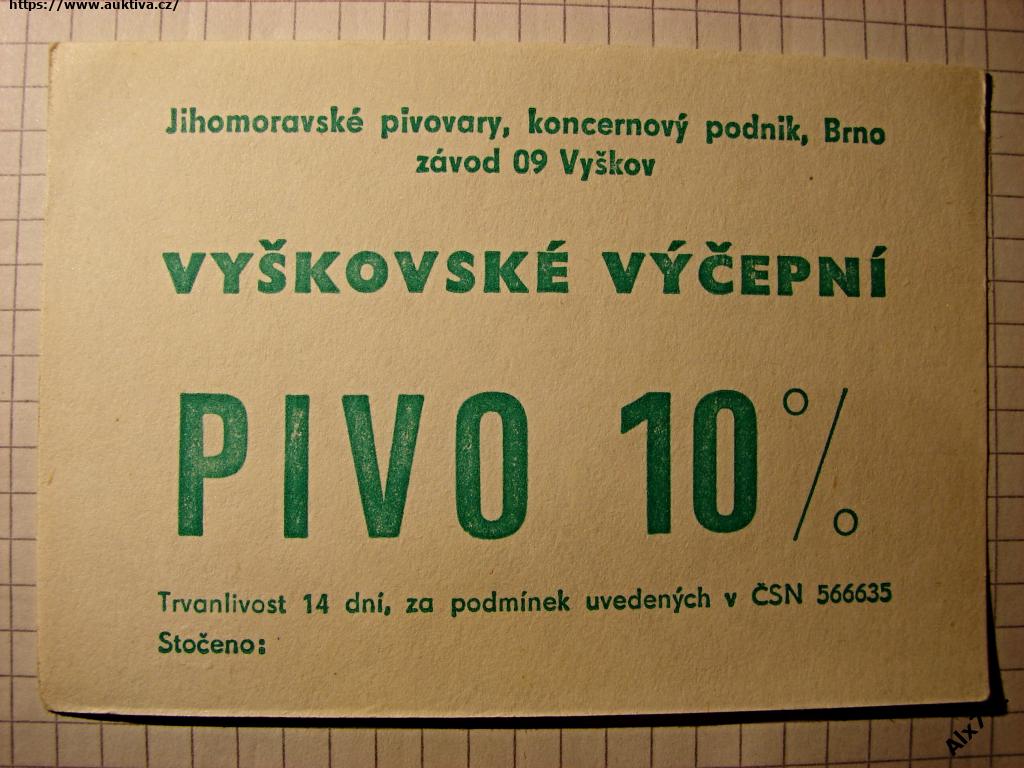 https://www.auktiva.cz/
Jihomoravské pivovary, koncernový podnik, Brno
závod 09 Vyškov
VYŠKOVSKÉ VÝČEPNÍ
PIVO 10%
Trvanlivost 14 dní, za podmínek uvedených v ČSN 566635
Stočeno:
Alx7